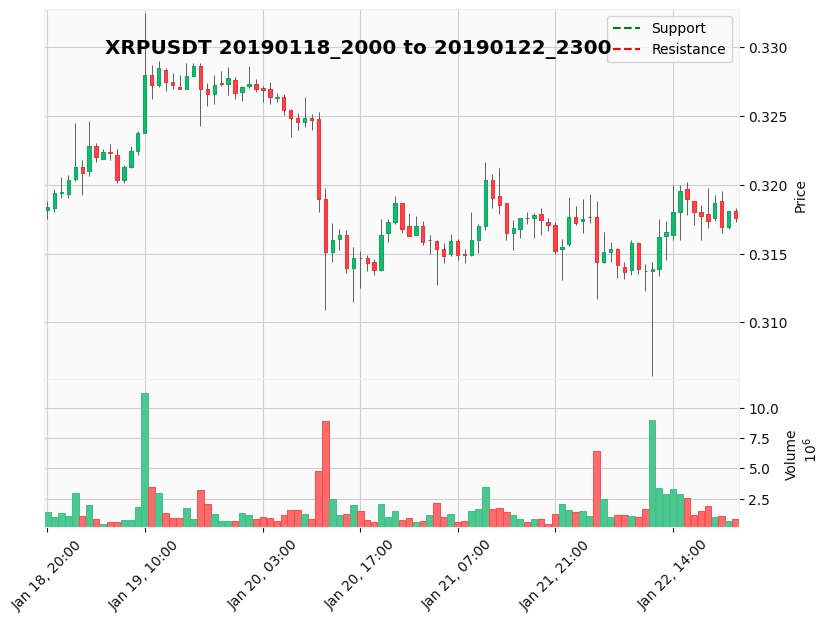 XRPUSDT 20190118_2000 to 20190122_2300
Support
Resistance
0.330
0.325
0.320
0.315
0.310
Price
10.0
7.5
5.0
2.5
Volume
10^6
Jan 18, 20:00
Jan 19, 10:00
Jan 20, 03:00
Jan 20, 17:00
Jan 21, 07:00
Jan 21, 21:00
Jan 22, 14:00